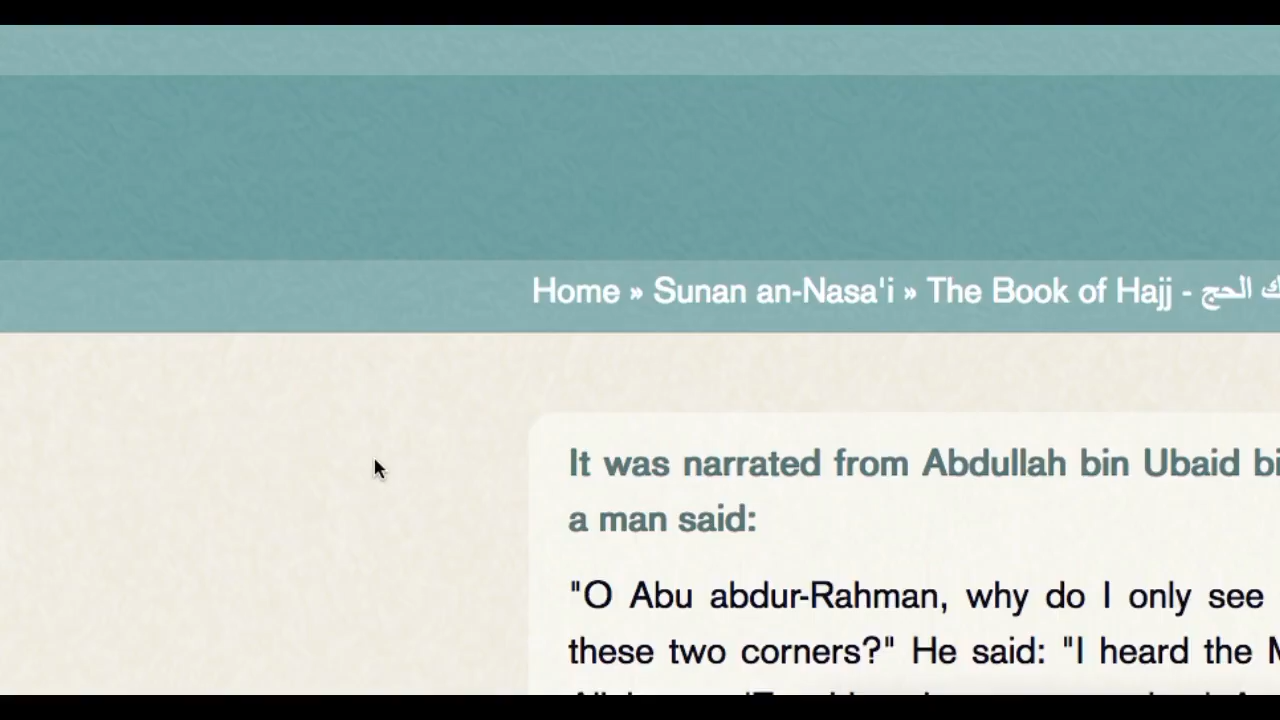 Home » Sunan an-Nasa'i » The Book of Hajj - ك الحج
It was narrated from Abdullah bin Ubaid bi
a man said:
"O Abu abdur-Rahman, why do I only see
these two corners?" He said: "I heard the M